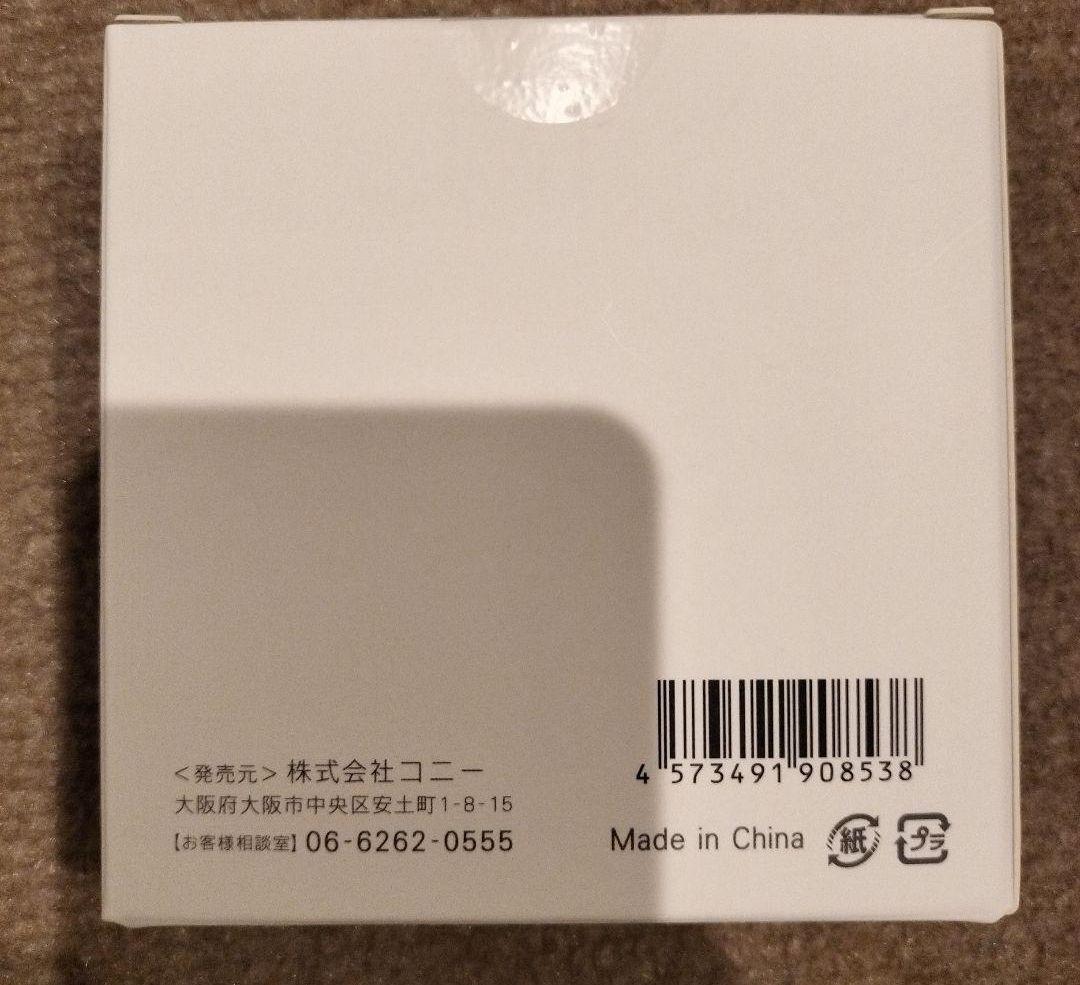 <発売元> 株式会社コニー
大阪府大阪市中央区安土町1-8-15
【お客様相談室】06-6262-0555
4 573491 908538
Made in China 紙 プラ